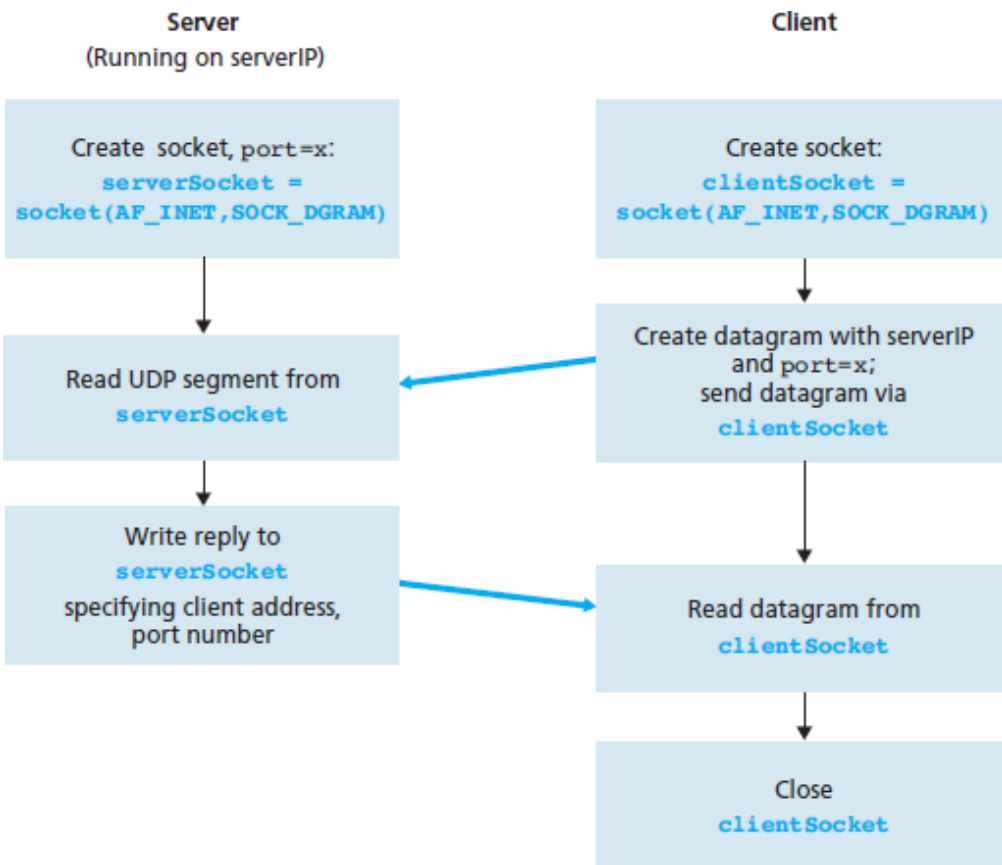 Server
(Running on serverIP)
Create socket, port=x:
serverSocket =
socket(AF_INET,SOCK_DGRAM)
Read UDP segment from
serverSocket
Write reply to
serverSocket
specifying client address,
port number
Client
Create socket:
clientSocket =
socket(AF_INET,SOCK_DGRAM)
Create datagram with serverIP
and port=x;
send datagram via
clientSocket
Read datagram from
clientSocket
Close
clientSocket